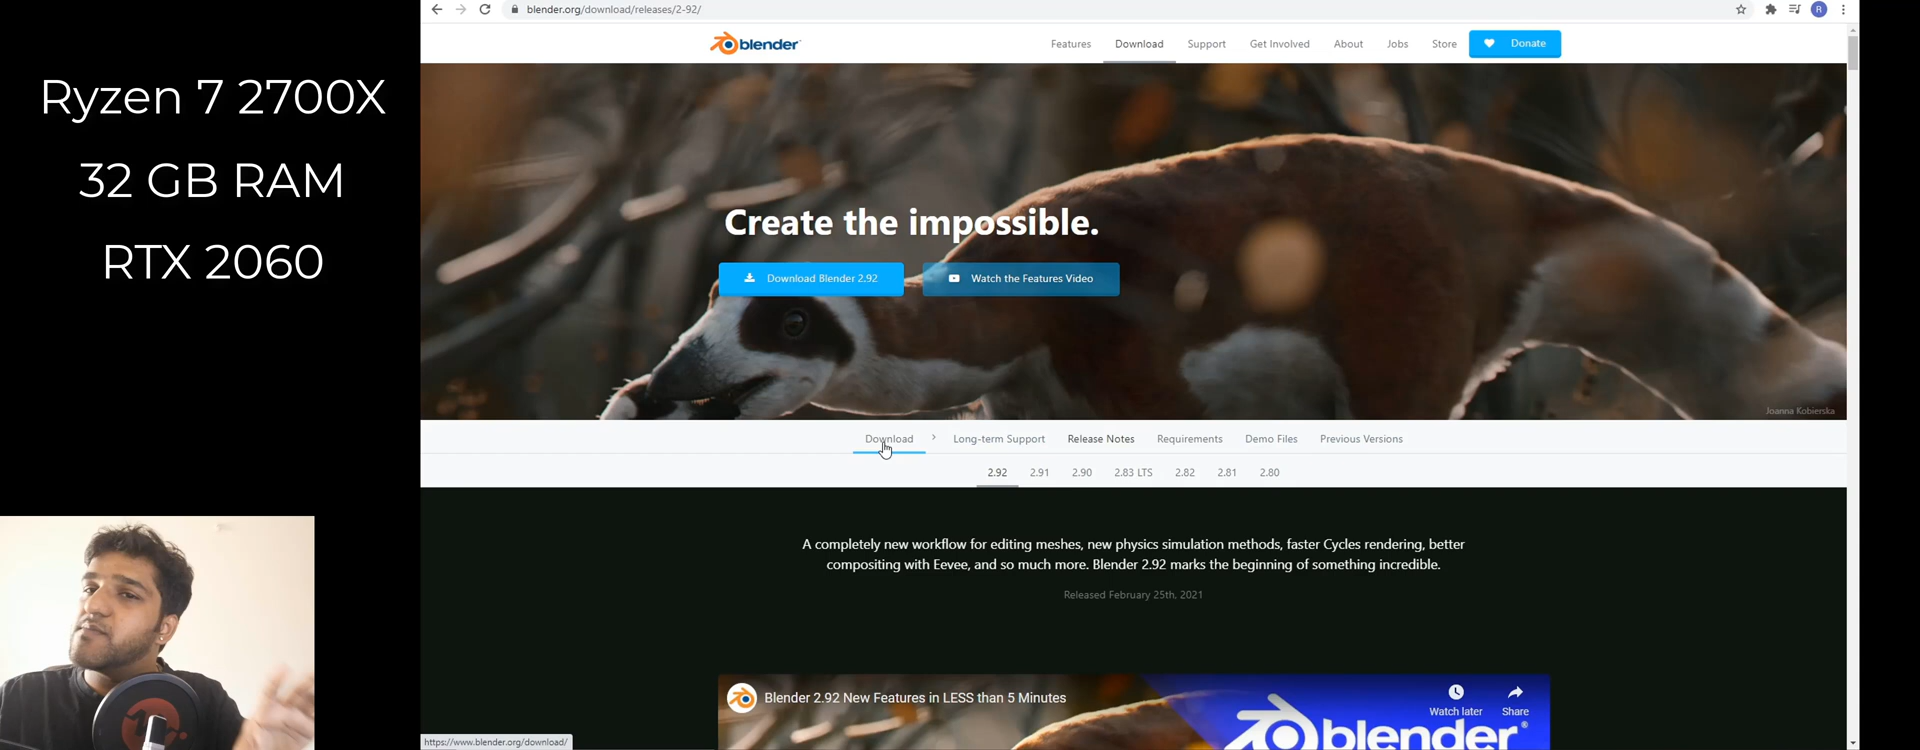 Ryzen 7 2700X
32 GB RAM
RTX 2060
blender.org/download/releases/2-92/
R
blender
Features Download Support Get Involved About Jobs Store Donate
Create the impossible.
Download Blender 2.92 Watch the Features Video
Joanna Kobierska
Download > Long-term Support Release Notes Requirements Demo Files Previous Versions
2.92 2.91 2.90 2.83 LTS 2.82 2.81 2.80
A completely new workflow for editing meshes, new physics simulation methods, faster Cycles rendering, better
compositing with Eevee, and so much more. Blender 2.92 marks the beginning of something incredible.
Released February 25th, 2021
Blender 2.92 New Features in LESS than 5 Minutes
Watch later Share
blender®
https://www.blender.org/download/